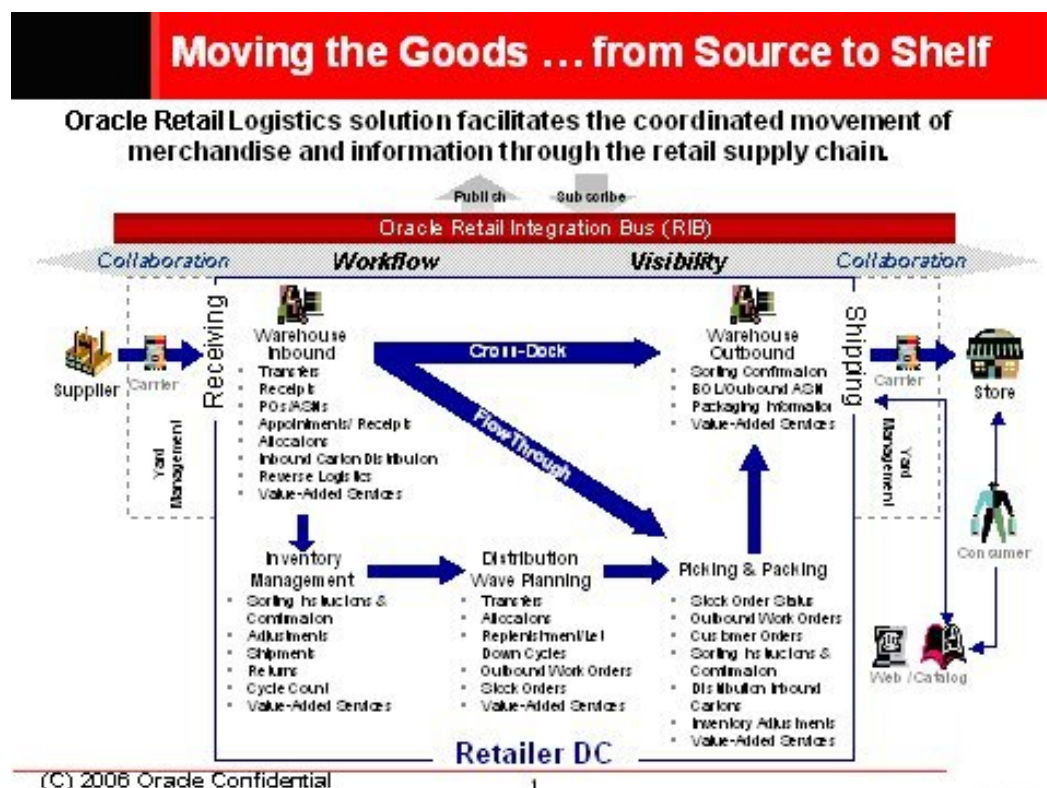 Moving the Goods ... from Source to Shelf
Oracle Retail Logistics solution facilitates the coordinated movement of
merchandise and information through the retail supply chain.
Publish
Subscribe
Oracle Retail Integration Bus (RIB)
Collaboration
Workflow
Visibility
Collaboration
Supplier
Carrier
Yard
Management
Receiving
Warehouse
Inbound
Transfers
Receipts
POs/ASNs
Appointments/ Receipts
Allocations
Inbound Carton Distribution
Reverse Logistics
Value-Added Services
Cross-Dock
Flow Through
Warehouse
Outbound
Sorting Confirmation
BOL/Oubound ASN
Packaging Information
Value-Added Services
Shipping
Carrier
Yard
Management
Store
Consumer
Web / Catalog
Inventory
Management
Sorting Instructions &
Confirmation
Adjustments
Shipments
Returns
Cycle Count
Value-Added Services
Distribution
Wave Planning
Transfers
Allocations
Replenishment/Let
Down Cycles
Outbound Work Orders
Stock Orders
Value-Added Services
Picking & Packing
Stock Order Status
Outbound Work Orders
Customer Orders
Sorting Instructions &
Confirmation
Distribution Inbound
Cartons
Inventory Adjustments
Value-Added Services
Retailer DC
(C) 2006 Oracle Confidential
1